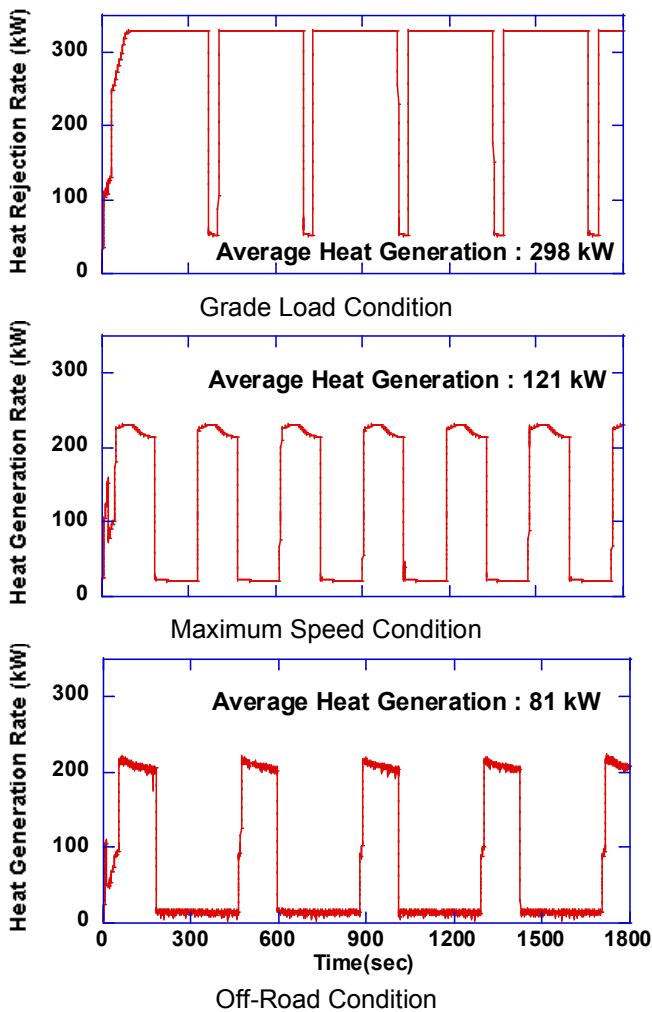 Heat Rejection Rate (kW)
300
200
100
0
Average Heat Generation : 298 kW
Grade Load Condition
Heat Generation Rate (kW)
300
200
100
0
Average Heat Generation : 121 kW
Maximum Speed Condition
Heat Generation Rate (kW)
300
200
100
0
Average Heat Generation : 81 kW
0 300 600 900 1200 1500 1800
Time(sec)
Off-Road Condition